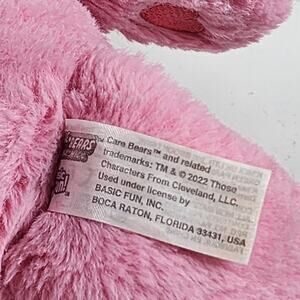 Care Bears™ and related
trademarks: TM & © 2022 Those
Characters From Cleveland, LLC.
Used under license by
BASIC FUN, INC.
BOCA RATON, FLORIDA 33431, USA